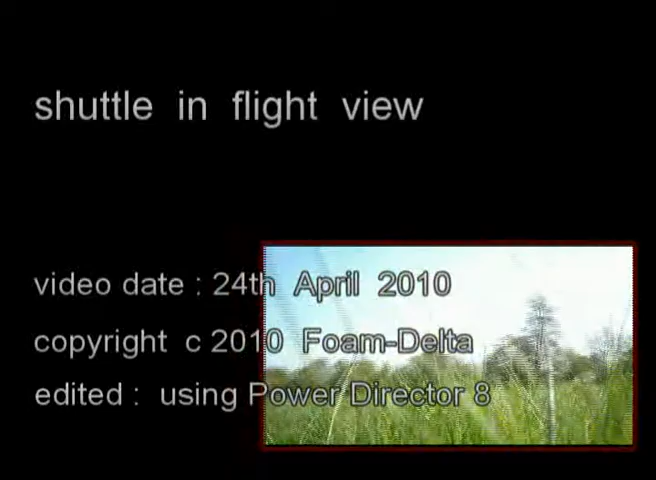 shuttle in flight view
video date : 24th April 2010
copyright c 2010 Foam-Delta
edited : using Power Director 8